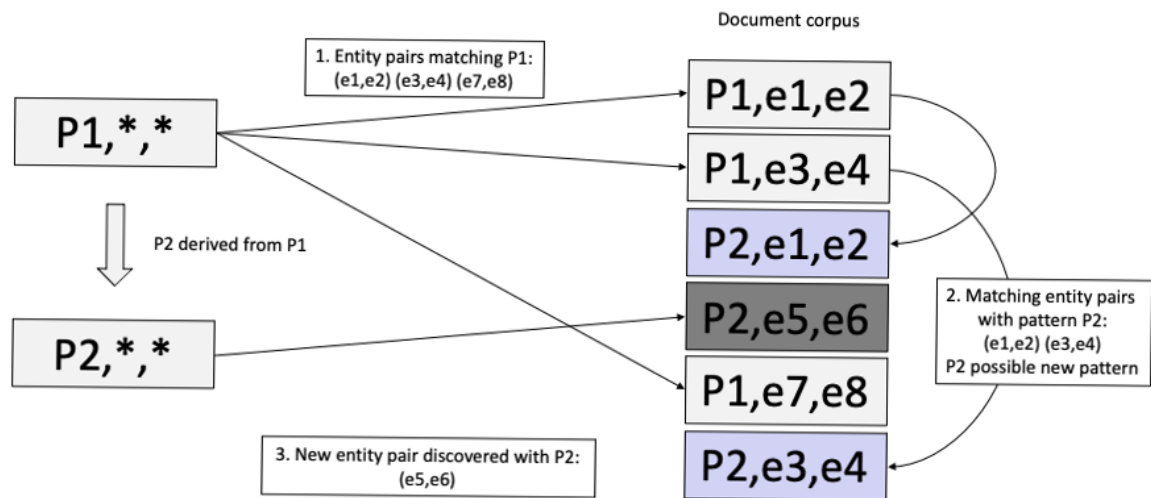 Document corpus
1. Entity pairs matching P1:
(e1,e2) (e3,e4) (e7,e8)
P1,*,*
P2 derived from P1
P2,*,*
P1,e1,e2
P1,e3,e4
P2,e1,e2
P2,e5,e6
P1,e7,e8
P2,e3,e4
2. Matching entity pairs
with pattern P2:
(e1,e2) (e3,e4)
P2 possible new pattern
3. New entity pair discovered with P2:
(e5,e6)